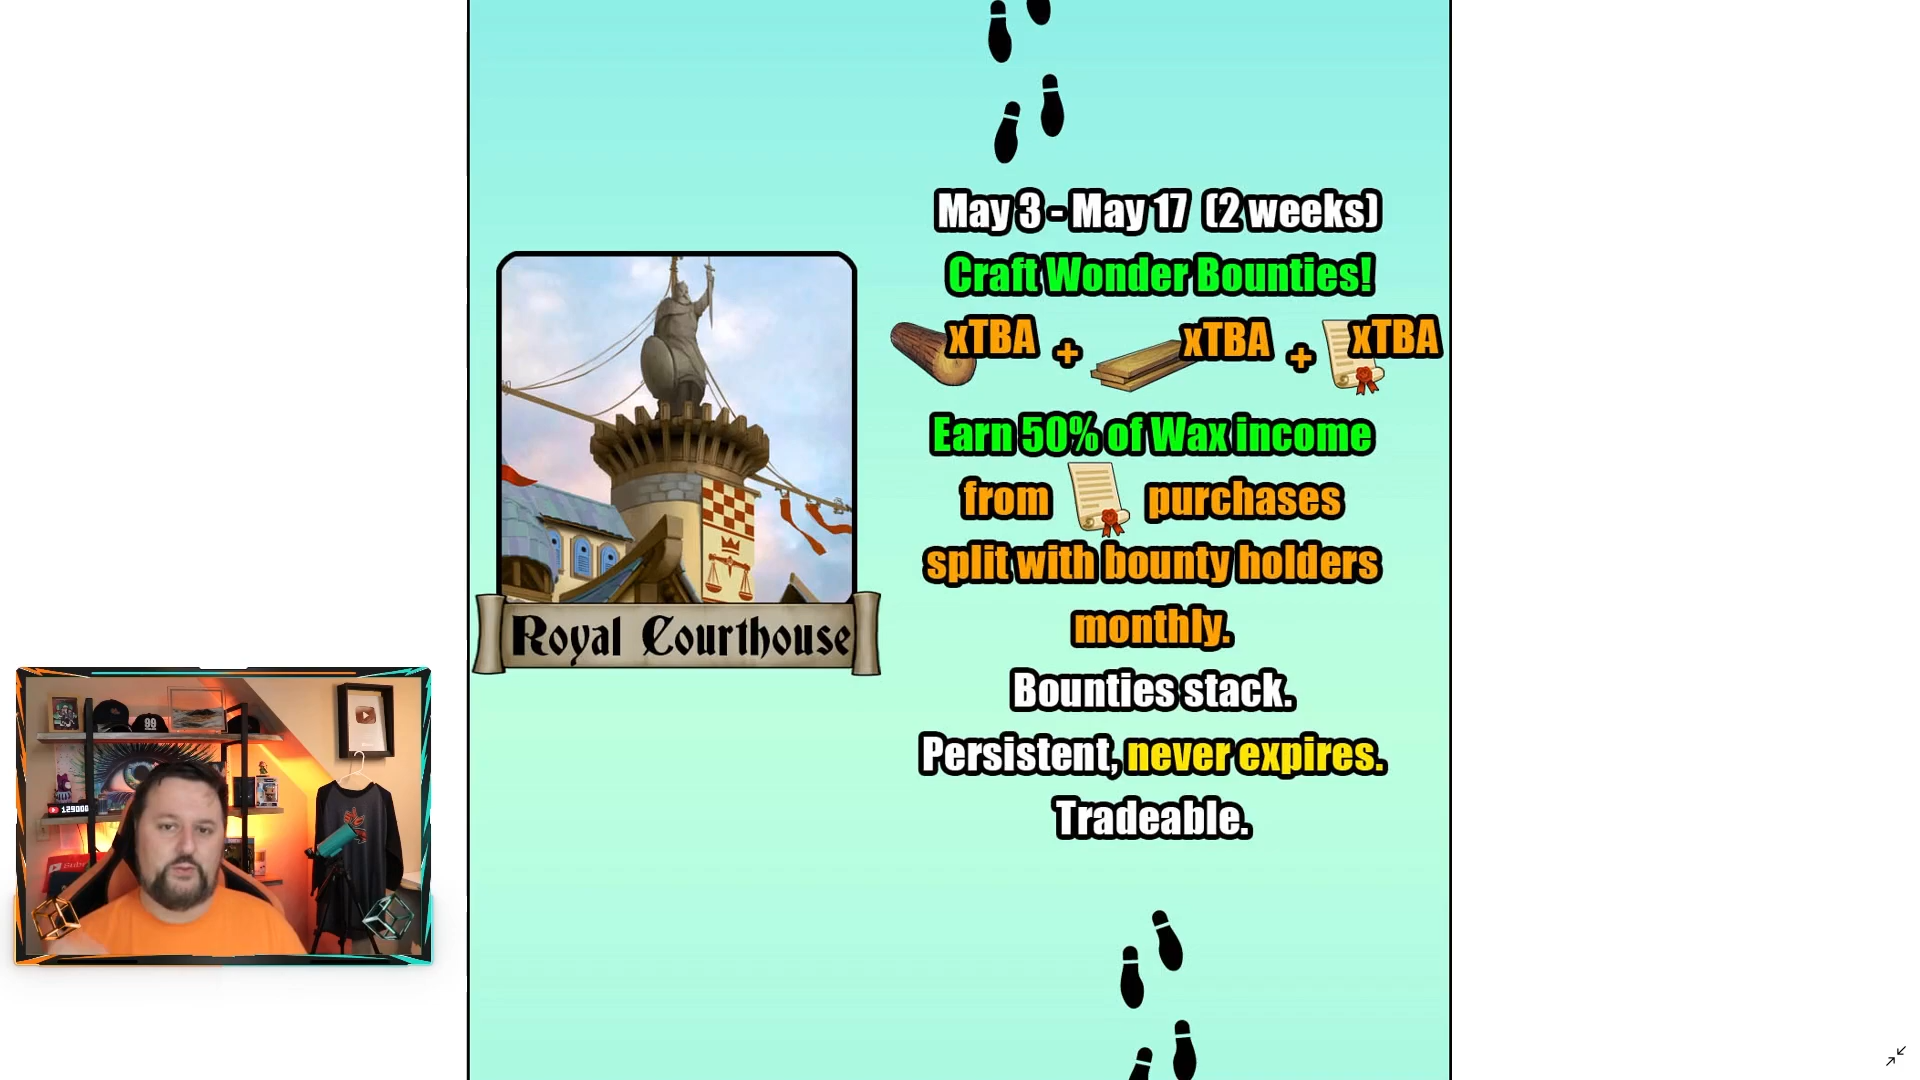 May 3 - May 17 (2 weeks)
Craft Wonder Bounties!
xTBA + xTBA + xTBA
Earn 50% of Wax income
from purchases
split with bounty holders
monthly.
Bounties stack.
Persistent, never expires.
Tradeable.
Royal Courthouse
99